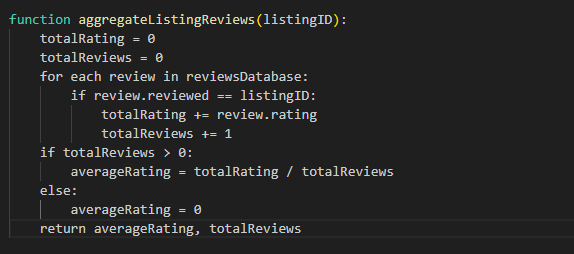 function aggregateListingReviews(listingID):
    totalRating = 0
    totalReviews = 0
    for each review in reviewsDatabase:
        if review.reviewed == listingID:
            totalRating += review.rating
            totalReviews += 1
    if totalReviews > 0:
        averageRating = totalRating / totalReviews
    else:
        averageRating = 0
    return averageRating, totalReviews